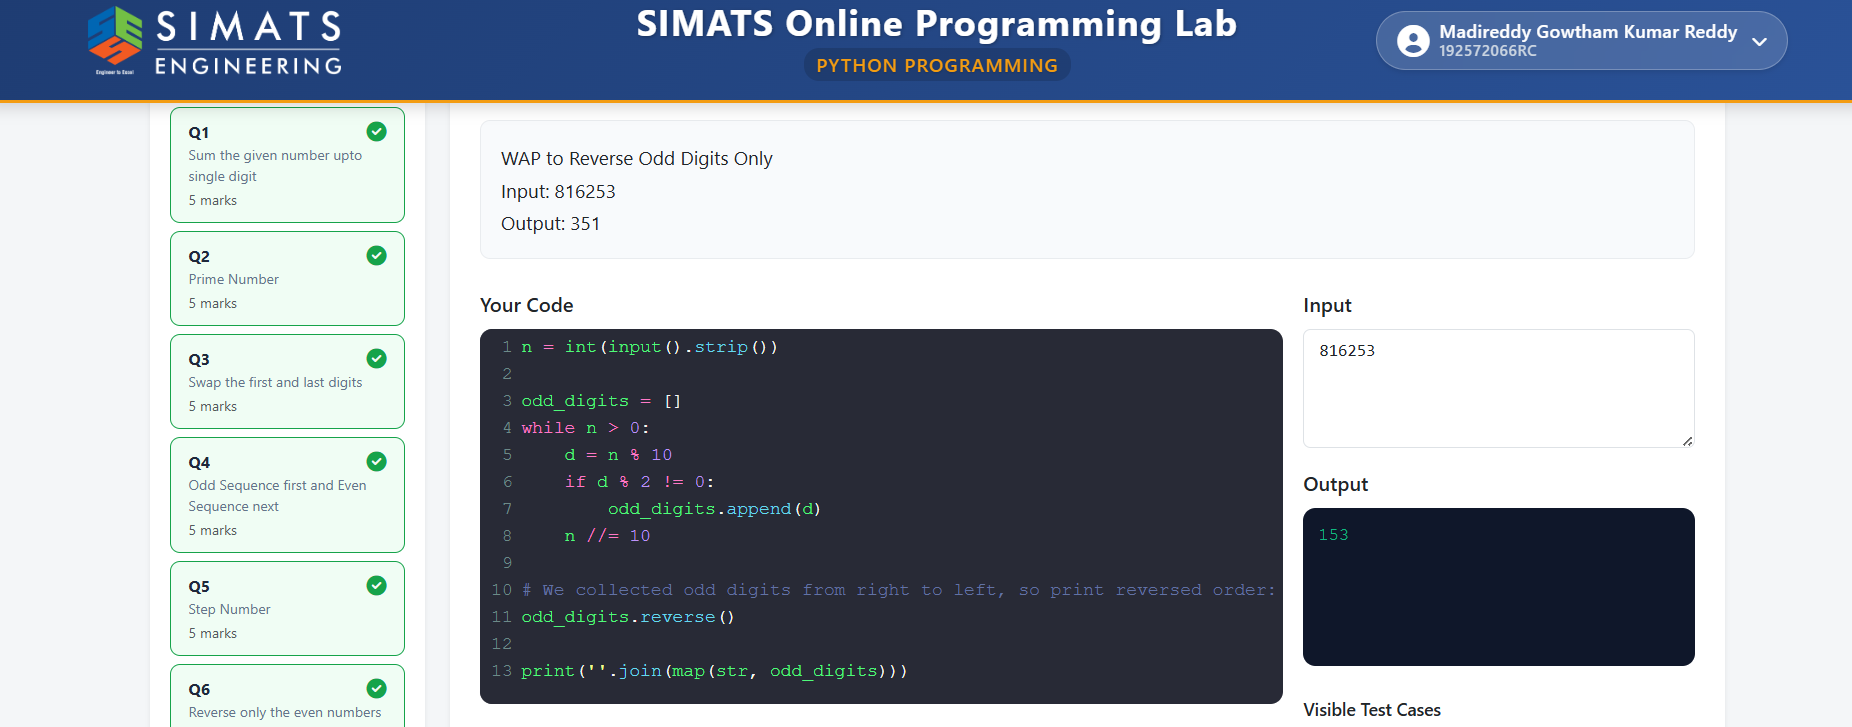 SIMATS
ENGINEERING
Engineer to Excel
SIMATS Online Programming Lab
PYTHON PROGRAMMING
Madireddy Gowtham Kumar Reddy
192572066RC
Q1
Sum the given number upto
single digit
5 marks
Q2
Prime Number
5 marks
Q3
Swap the first and last digits
5 marks
Q4
Odd Sequence first and Even
Sequence next
5 marks
Q5
Step Number
5 marks
Q6
Reverse only the even numbers
WAP to Reverse Odd Digits Only
Input: 816253
Output: 351
Your Code
1 n = int(input().strip())
2
3 odd_digits = []
4 while n > 0:
5     d = n % 10
6     if d % 2 != 0:
7         odd_digits.append(d)
8     n //= 10
9
10 # We collected odd digits from right to left, so print reversed order:
11 odd_digits.reverse()
12
13 print(''.join(map(str, odd_digits)))
Input
816253
Output
153
Visible Test Cases